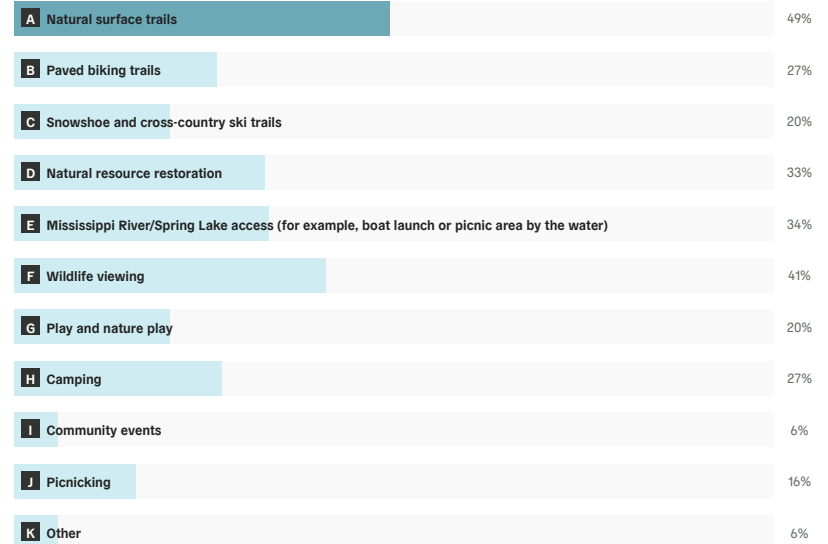 A Natural surface trails 49%
B Paved biking trails 27%
C Snowshoe and cross-country ski trails 20%
D Natural resource restoration 33%
E Mississippi River/Spring Lake access (for example, boat launch or picnic area by the water) 34%
F Wildlife viewing 41%
G Play and nature play 20%
H Camping 27%
I Community events 6%
J Picnicking 16%
K Other 6%